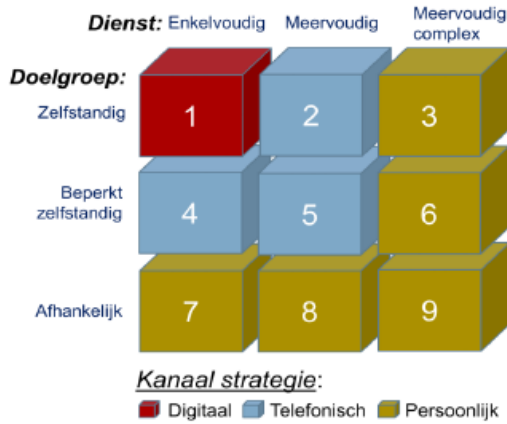 Dienst: Enkelvoudig Meervoudig Meervoudig
complex
Doelgroep:
Zelfstandig 1 2 3
Beperkt
zelfstandig 4 5 6
Afhankelijk 7 8 9
Kanaal strategie:
Digitaal Telefonisch Persoonlijk